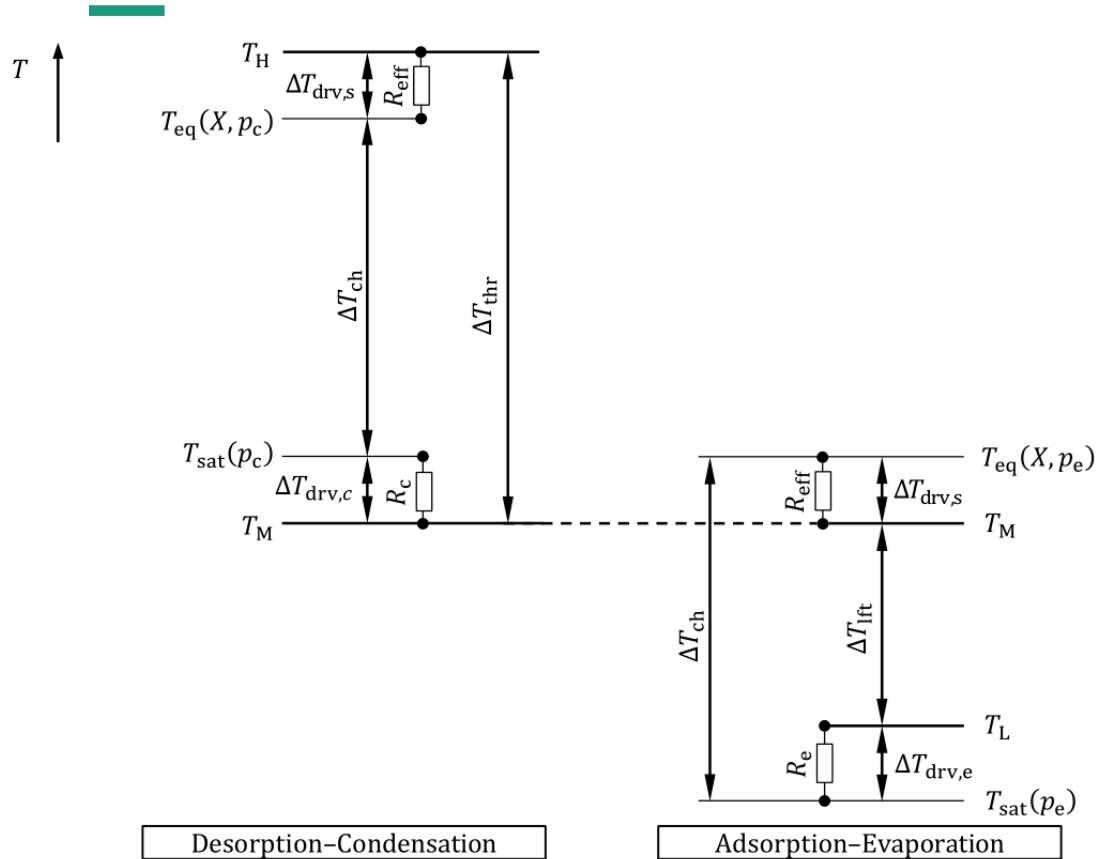 T
T_H
ΔT_drv,s
R_eff
T_eq(X, p_c)
ΔT_ch
ΔT_thr
T_sat(p_c)
ΔT_drv,c
R_c
T_M
T_eq(X, p_e)
R_eff
ΔT_drv,s
T_M
ΔT_ch
ΔT_lft
T_L
R_e
ΔT_drv,e
T_sat(p_e)
Desorption–Condensation
Adsorption–Evaporation